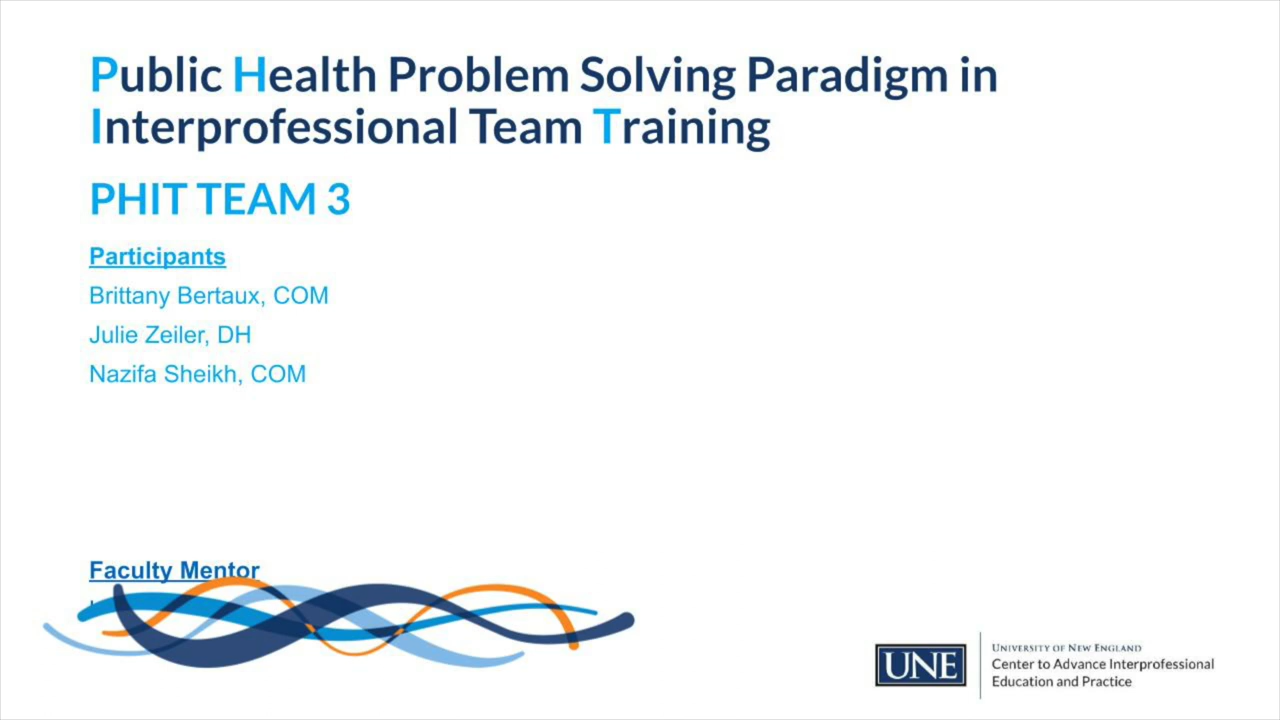 Public Health Problem Solving Paradigm in
Interprofessional Team Training
PHIT TEAM 3
Participants
Brittany Bertaux, COM
Julie Zeiler, DH
Nazifa Sheikh, COM
Faculty Mentor
UNE
University of New England
Center to Advance Interprofessional
Education and Practice